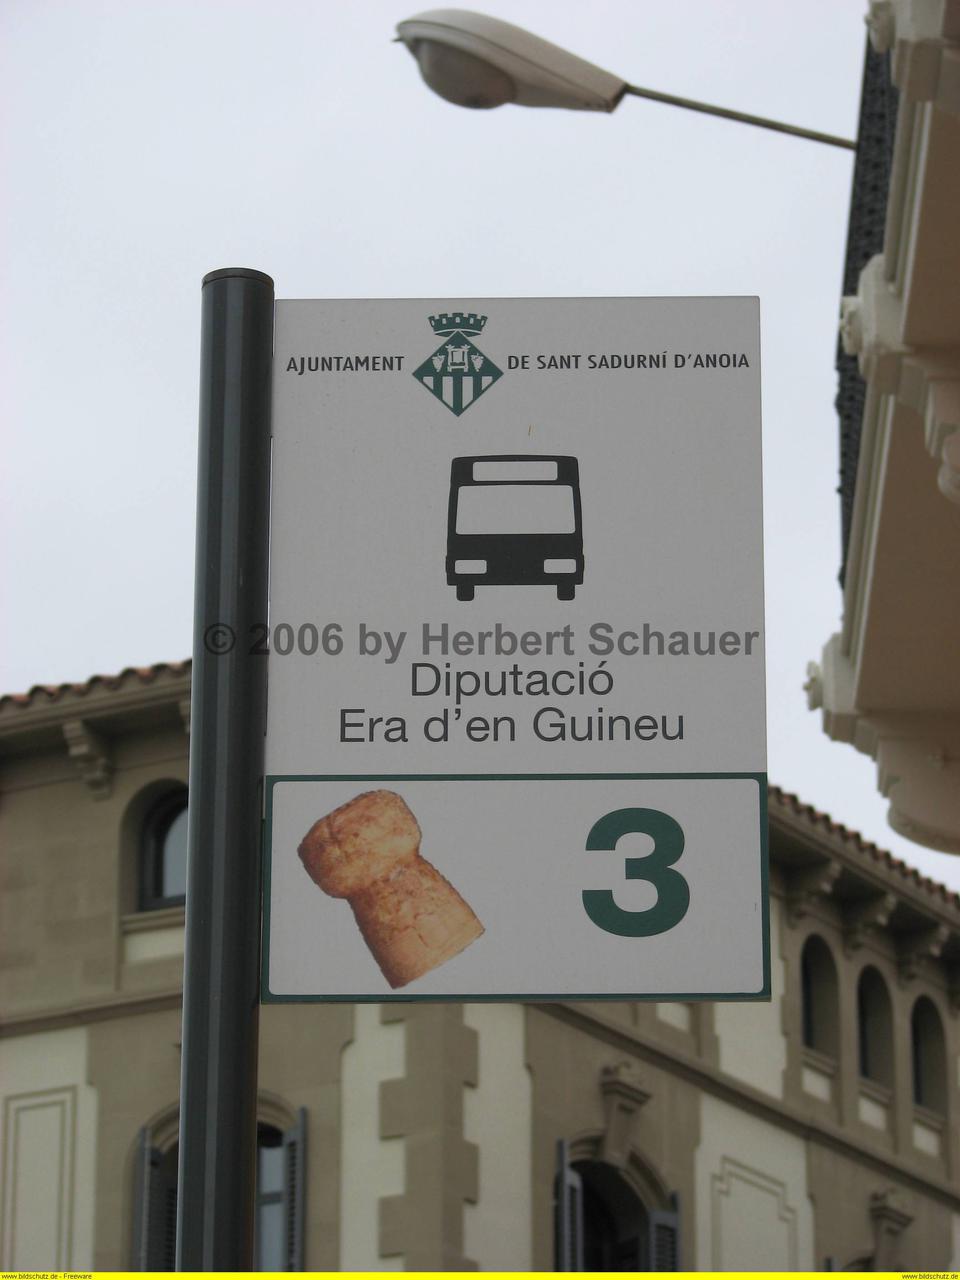 AJUNTAMENT DE SANT SADURNÍ D'ANOIA
© 2006 by Herbert Schauer
Diputació
Era d'en Guineu
3
www.bildschutz.de - Freeware www.bildschutz.de